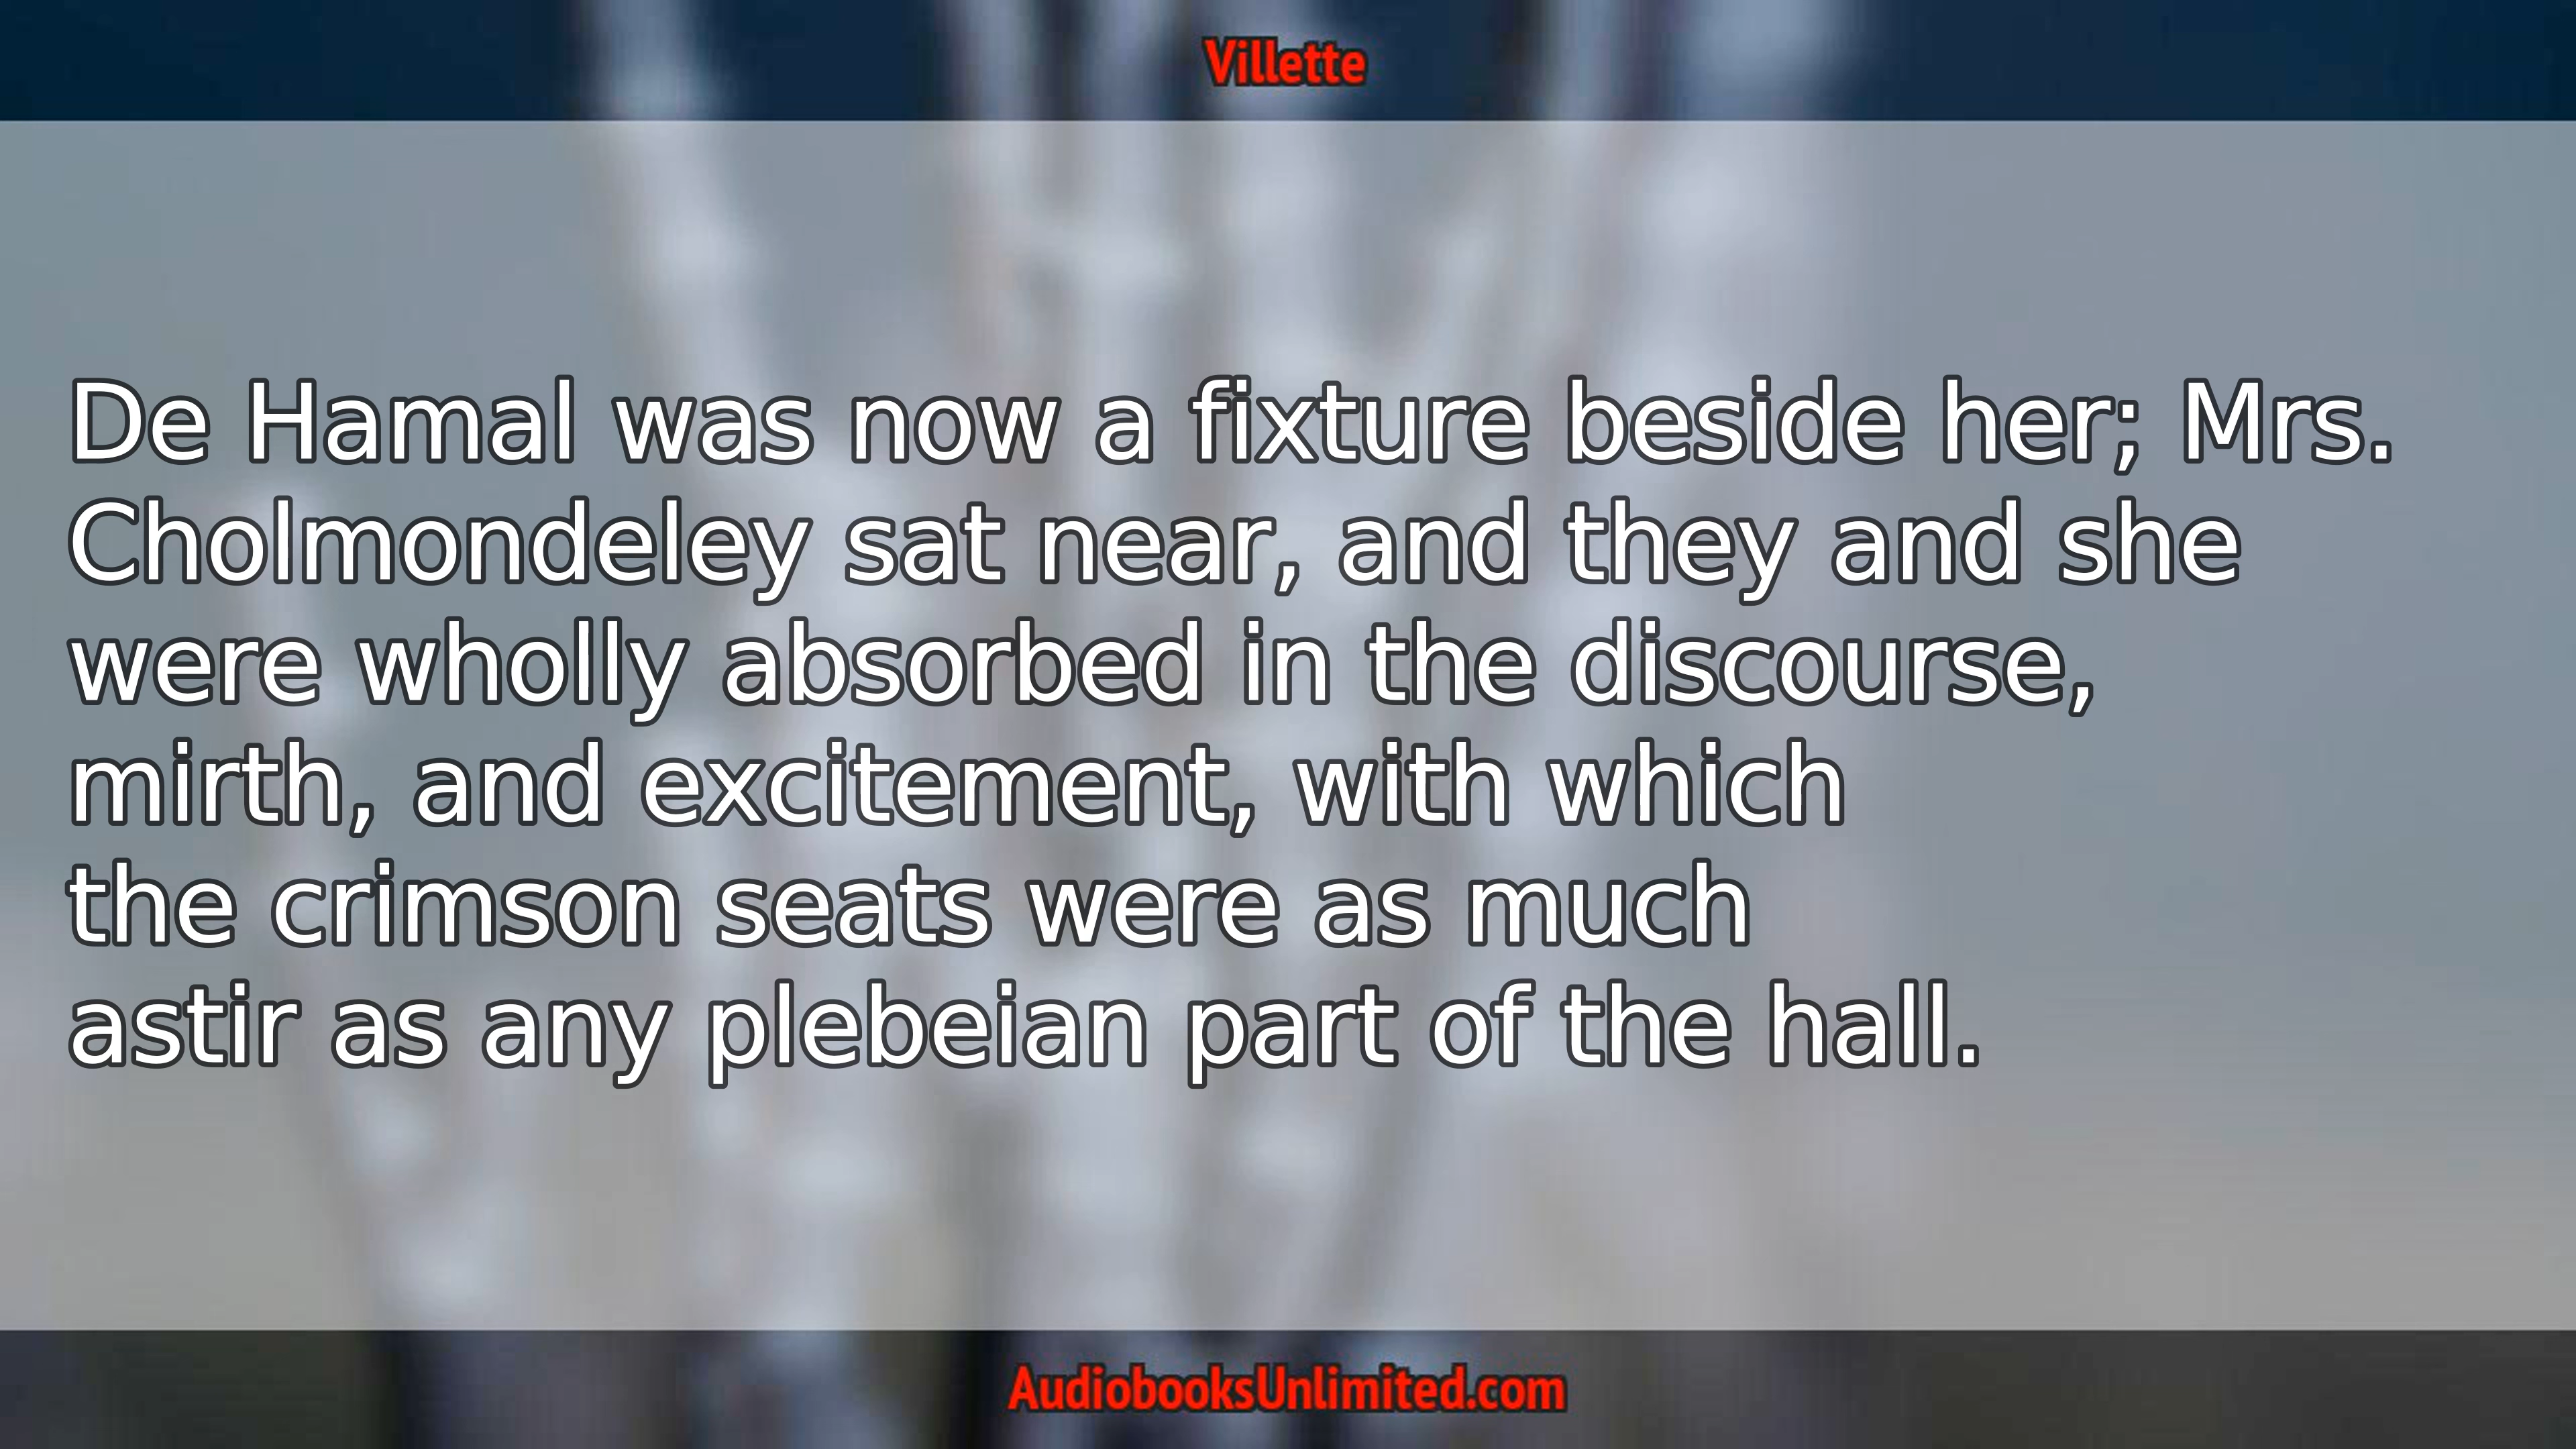 Villette
De Hamal was now a fixture beside her; Mrs.
Cholmondeley sat near, and they and she
were wholly absorbed in the discourse,
mirth, and excitement, with which
the crimson seats were as much
astir as any plebeian part of the hall.
AudiobooksUnlimited.com